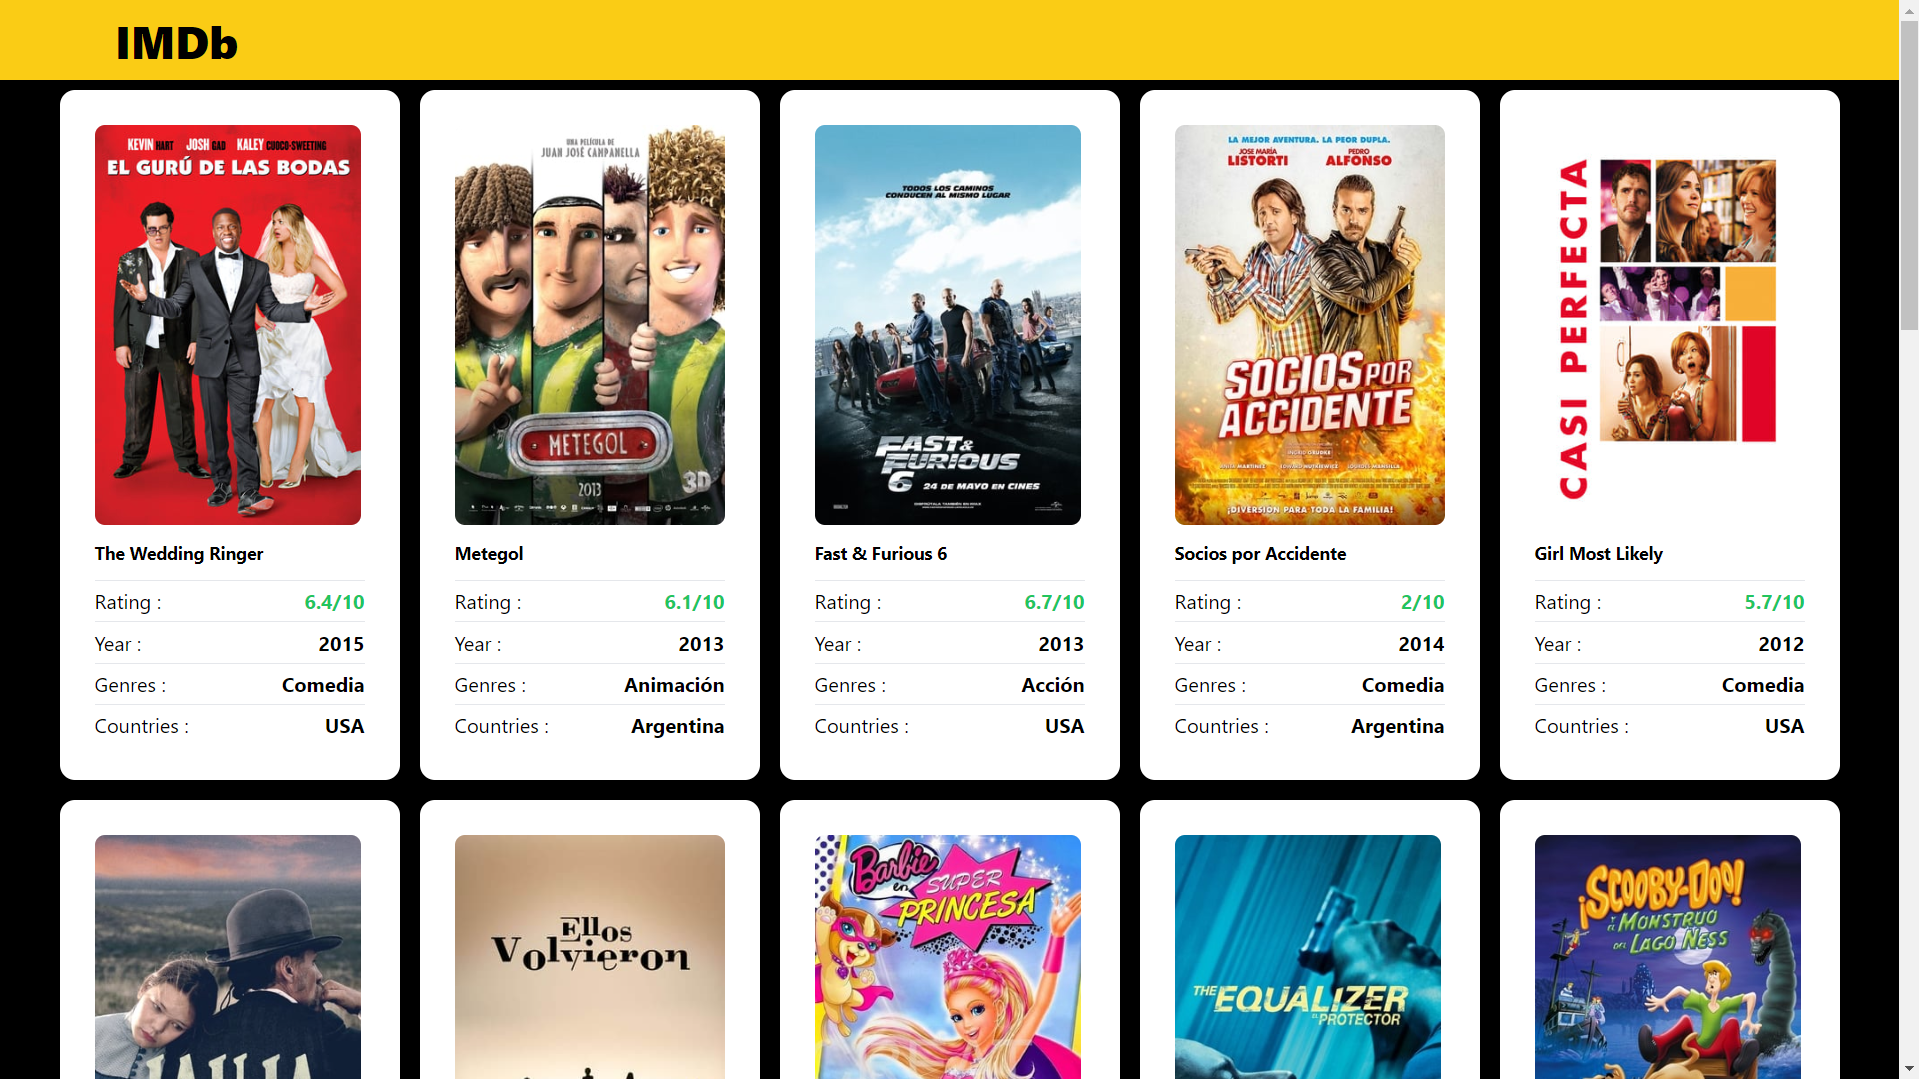 IMDb
KEVIN HART JOSH GAD KALEY CUOCO-SWEETING
EL GURÚ DE LAS BODAS
The Wedding Ringer
Rating : 6.4/10
Year : 2015
Genres : Comedia
Countries : USA
UNA PELÍCULA DE
JUAN JOSÉ CAMPANELLA
METEGOL
2013
3D
Metegol
Rating : 6.1/10
Year : 2013
Genres : Animación
Countries : Argentina
TODOS LOS CAMINOS
CONDUCEN AL MISMO LUGAR
FAST &
FURIOUS
6 24 DE MAYO EN CINES
Fast & Furious 6
Rating : 6.7/10
Year : 2013
Genres : Acción
Countries : USA
LA MEJOR AVENTURA. LA PEOR DUPLA.
JOSE MARÍA LISTORTI
PEDRO ALFONSO
SOCIOS POR
ACCIDENTE
INGRID GRUDKE
ANITA MARTINEZ
¡DIVERSIÓN PARA TODA LA FAMILIA!
Socios por Accidente
Rating : 2/10
Year : 2014
Genres : Comedia
Countries : Argentina
CASI PERFECTA
Girl Most Likely
Rating : 5.7/10
Year : 2012
Genres : Comedia
Countries : USA
Ellos
Volvieron
Barbie
en SUPER
PRINCESA
THE EQUALIZER
EL PROTECTOR
¡SCOOBY-DOO!
Y EL MONSTRUO
DEL LAGO NESS